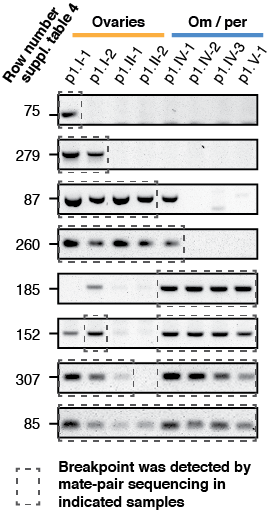 Row number
suppl. table 4
Ovaries
Om / per
p1.I-1
p1.I-2
p1.II-1
p1.II-2
p1.IV-1
p1.IV-2
p1.IV-3
p1.V-1
75
279
87
260
185
152
307
85
Breakpoint was detected by
mate-pair sequencing in
indicated samples